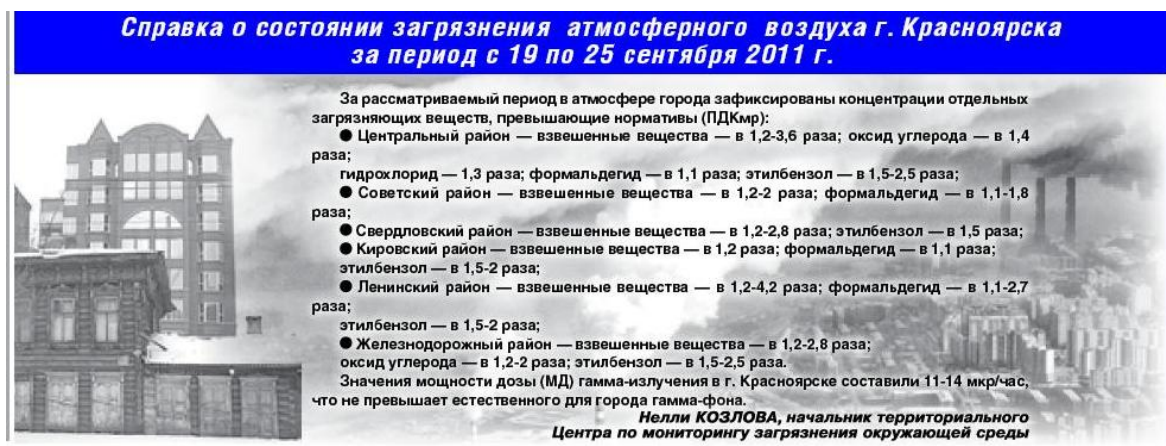 Справка о состоянии загрязнения атмосферного воздуха г. Красноярска
за период с 19 по 25 сентября 2011 г.
За рассматриваемый период в атмосфере города зафиксированы концентрации отдельных
загрязняющих веществ, превышающие нормативы (ПДКмр):
● Центральный район — взвешенные вещества — в 1,2-3,6 раза; оксид углерода — в 1,4
раза;
гидрохлорид — 1,3 раза; формальдегид — в 1,1 раза; этилбензол — в 1,5-2,5 раза;
● Советский район — взвешенные вещества — в 1,2-2 раза; формальдегид — в 1,1-1,8
раза;
● Свердловский район — взвешенные вещества — в 1,2-2,8 раза; этилбензол — в 1,5 раза;
● Кировский район — взвешенные вещества — в 1,2 раза; формальдегид — в 1,1 раза;
этилбензол — в 1,5-2 раза;
● Ленинский район — взвешенные вещества — в 1,2-4,2 раза; формальдегид — в 1,1-2,7
раза;
этилбензол — в 1,5-2 раза;
● Железнодорожный район — взвешенные вещества — в 1,2-2,8 раза;
оксид углерода — в 1,2-2 раза; этилбензол — в 1,5-2,5 раза.
Значения мощности дозы (МД) гамма-излучения в г. Красноярске составили 11-14 мкр/час,
что не превышает естественного для города гамма-фона.
Нелли КОЗЛОВА, начальник территориального
Центра по мониторингу загрязнения окружающей среды